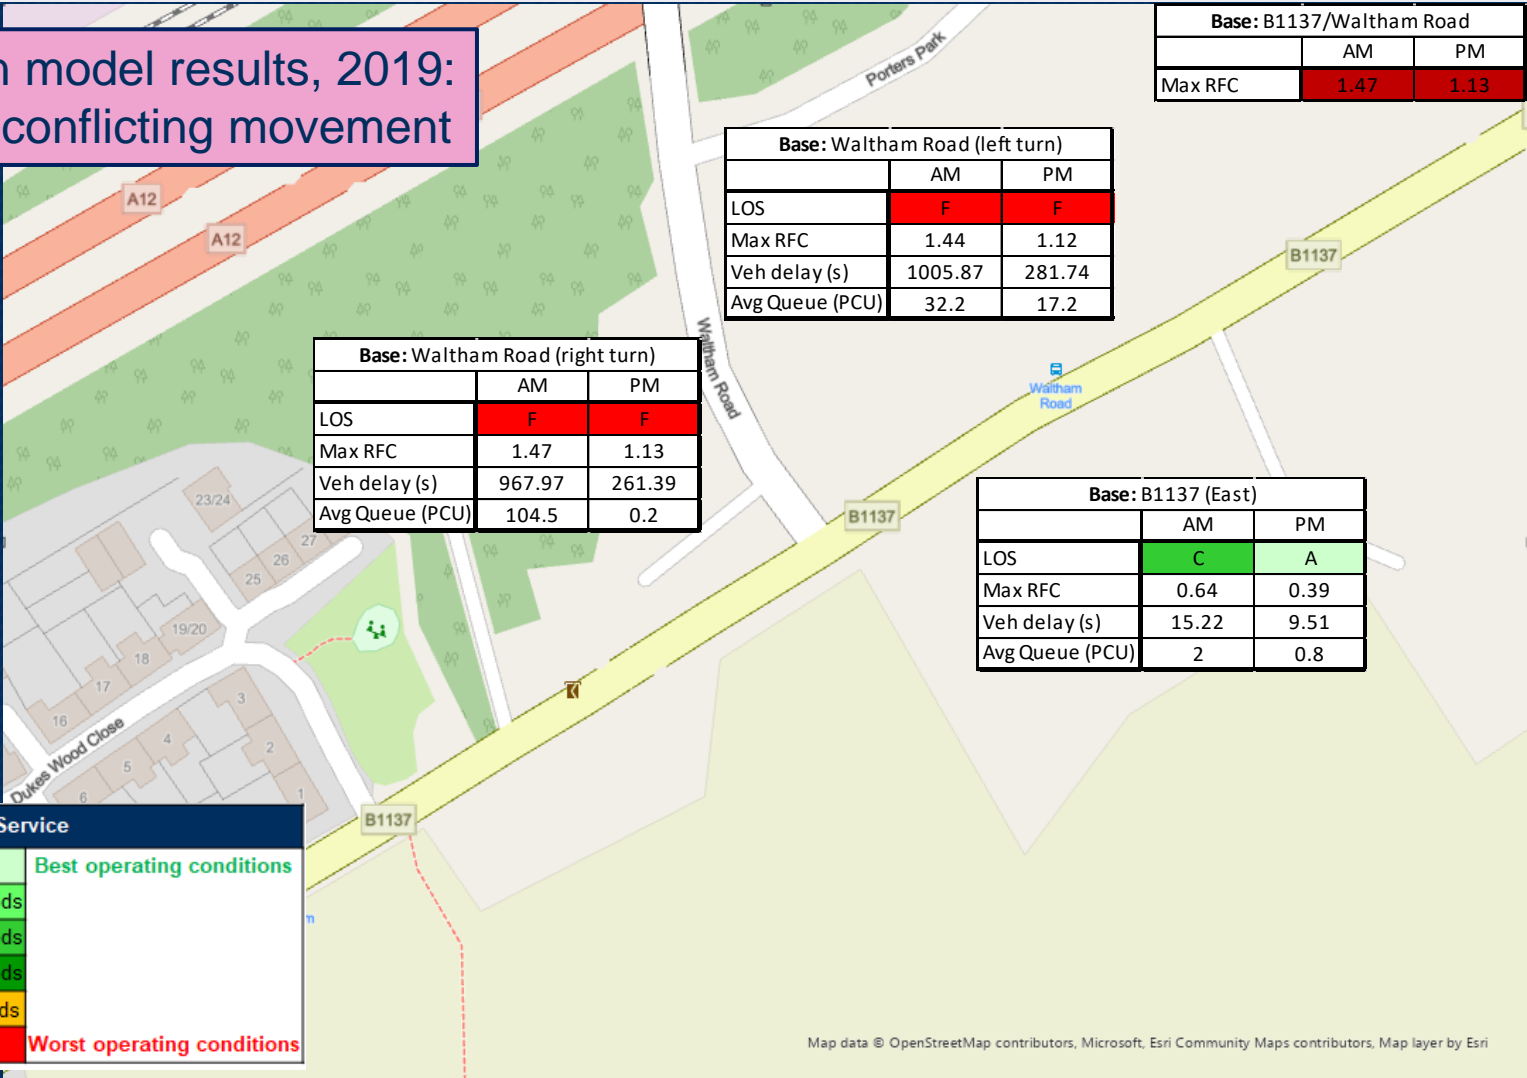 model results, 2019:
conflicting movement
Base: B1137/Waltham Road
AM PM
Max RFC 1.47 1.13
Porters Park
A12
A12
Base: Waltham Road (left turn)
AM PM
LOS F F
Max RFC 1.44 1.12
Veh delay (s) 1005.87 281.74
Avg Queue (PCU) 32.2 17.2
B1137
Waltham Road
Base: Waltham Road (right turn)
AM PM
LOS F F
Max RFC 1.47 1.13
Veh delay (s) 967.97 261.39
Avg Queue (PCU) 104.5 0.2
Waltham
Road
B1137
Base: B1137 (East)
AM PM
LOS C A
Max RFC 0.64 0.39
Veh delay (s) 15.22 9.51
Avg Queue (PCU) 2 0.8
23/24
27
26
25
19/20
18
17
16
3
4
2
5
6
1
Dukes Wood Close
B1137
Service
Best operating conditions
ds
ds
ds
ds
Worst operating conditions
Map data © OpenStreetMap contributors, Microsoft, Esri Community Maps contributors, Map layer by Esri